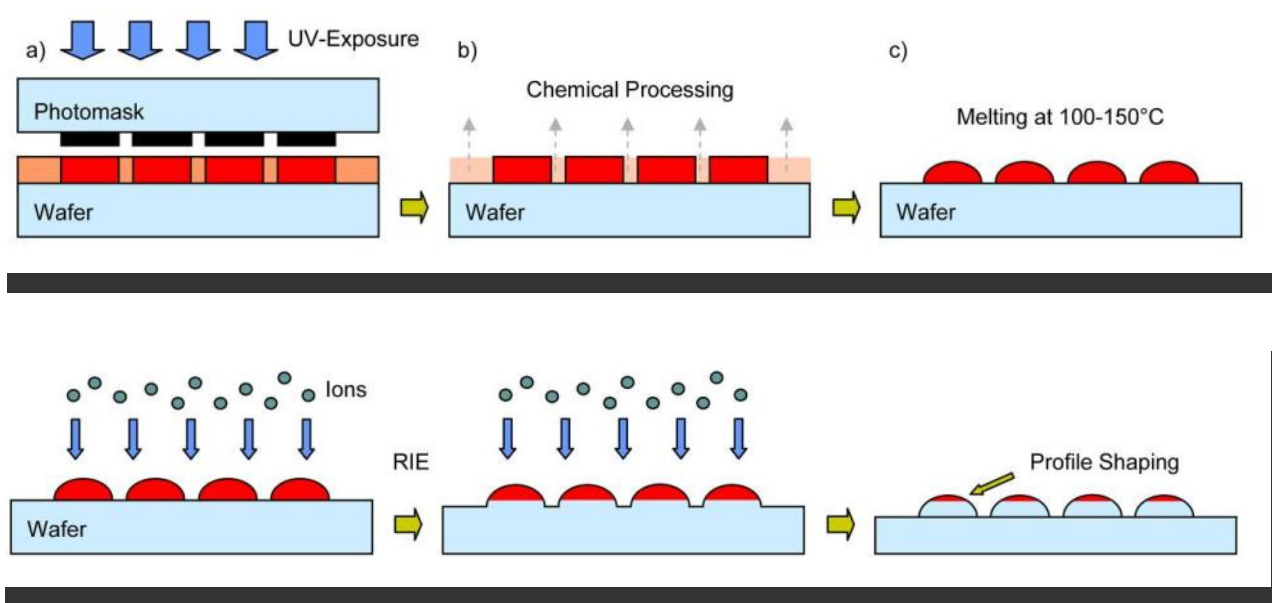 a)
UV-Exposure
Photomask
Wafer
b)
Chemical Processing
Wafer
c)
Melting at 100-150°C
Wafer
Ions
RIE
Wafer
Profile Shaping